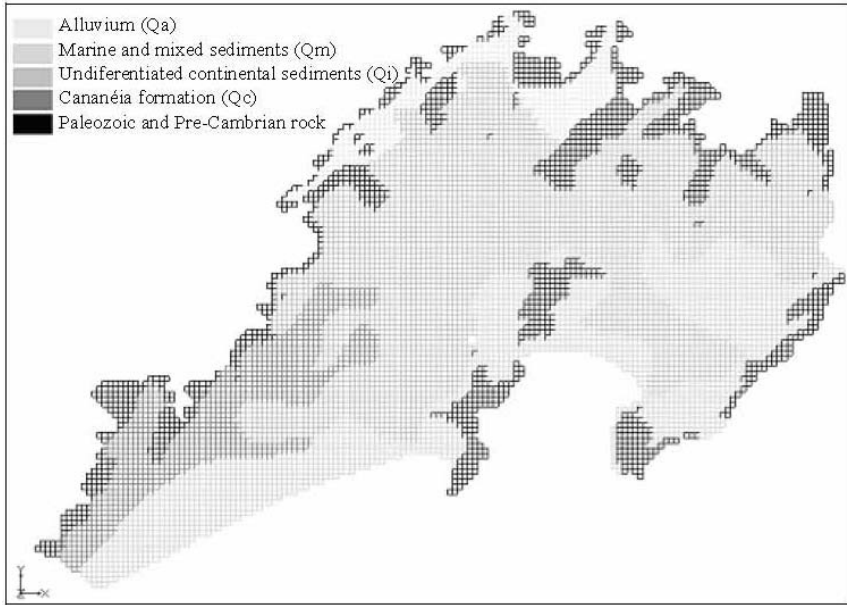 Alluvium (Qa)
Marine and mixed sediments (Qm)
Undiferentiated continental sediments (Qi)
Cananéia formation (Qc)
Paleozoic and Pre-Cambrian rock
Y
Z
X